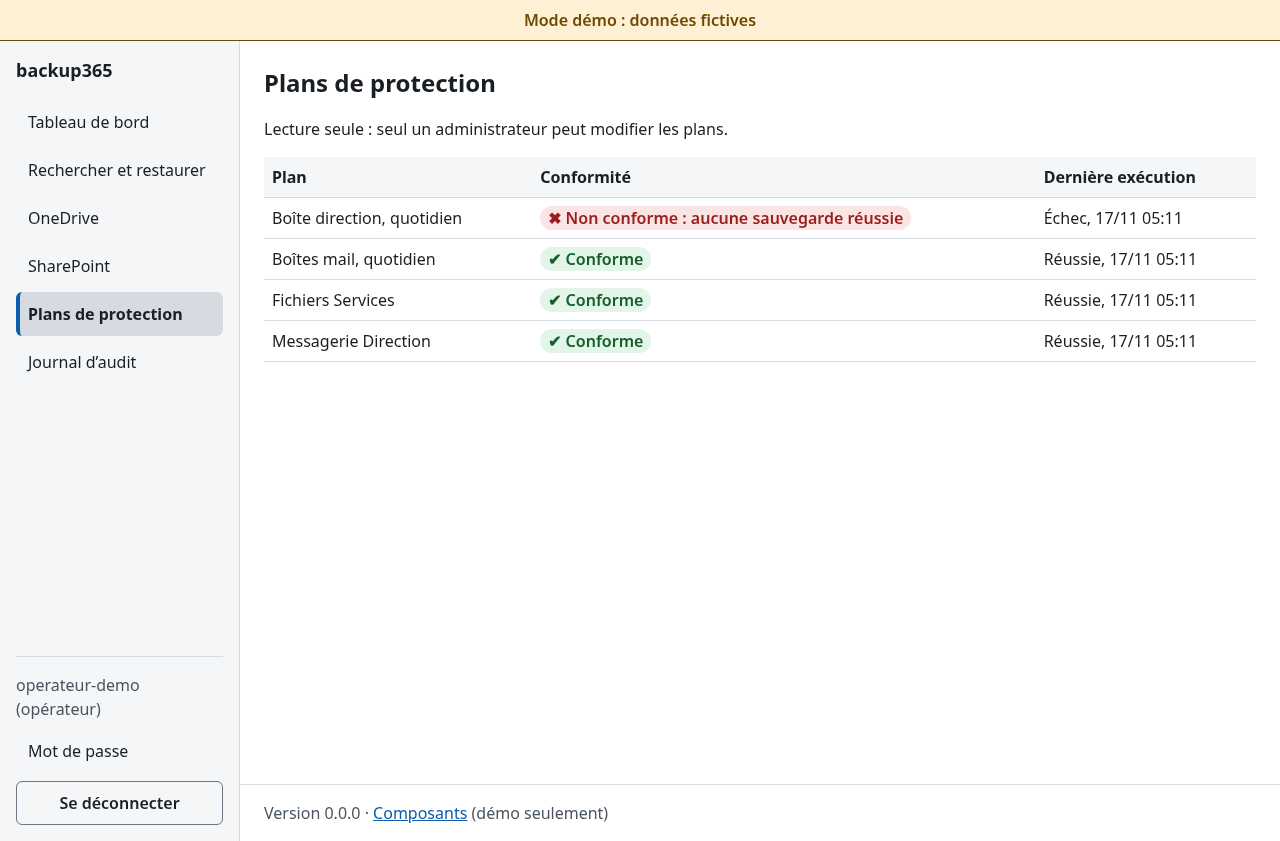 Mode démo : données fictives
backup365
Tableau de bord
Rechercher et restaurer
OneDrive
SharePoint
Plans de protection
Journal d’audit
operateur-demo
(opérateur)
Mot de passe
Se déconnecter
Plans de protection
Lecture seule : seul un administrateur peut modifier les plans.
Plan Conformité Dernière exécution
Boîte direction, quotidien ✖ Non conforme : aucune sauvegarde réussie Échec, 17/11 05:11
Boîtes mail, quotidien ✔ Conforme Réussie, 17/11 05:11
Fichiers Services ✔ Conforme Réussie, 17/11 05:11
Messagerie Direction ✔ Conforme Réussie, 17/11 05:11
Version 0.0.0 · Composants (démo seulement)